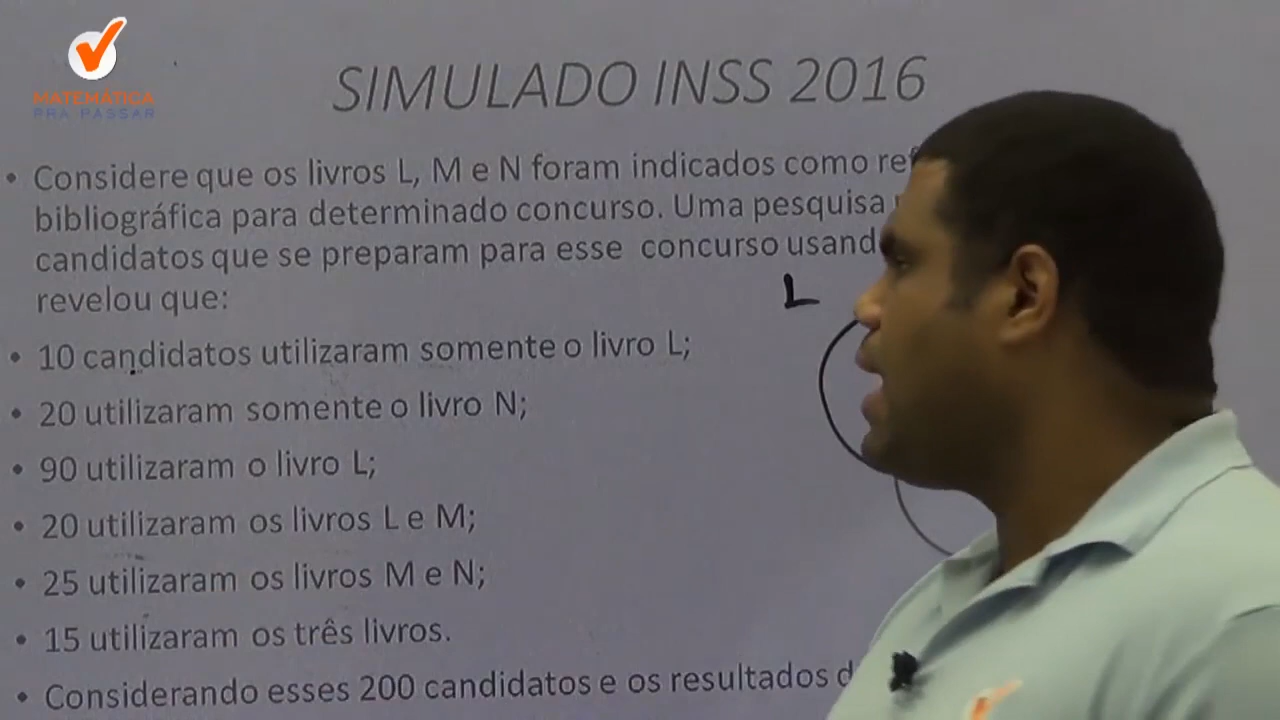 MATEMÁTICA
PRA PASSAR
SIMULADO INSS 2016
• Considere que os livros L, M e N foram indicados como
bibliográfica para determinado concurso. Uma pesquisa
candidatos que se preparam para esse concurso
revelou que:
L
• 10 candidatos utilizaram somente o livro L;
• 20 utilizaram somente o livro N;
• 90 utilizaram o livro L;
• 20 utilizaram os livros L e M;
• 25 utilizaram os livros M e N;
• 15 utilizaram os três livros.
• Considerando esses 200 candidatos e os resultados